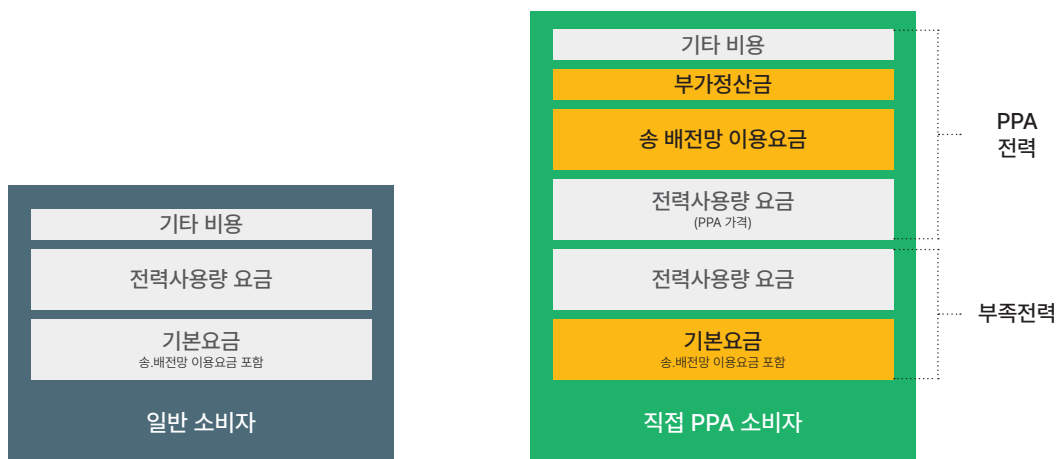 기타 비용
전력사용량 요금
기본요금
송.배전망 이용요금 포함
일반 소비자
기타 비용
부가정산금
송 배전망 이용요금
전력사용량 요금
(PPA 가격)
전력사용량 요금
기본요금
송.배전망 이용요금 포함
직접 PPA 소비자
PPA
전력
부족전력